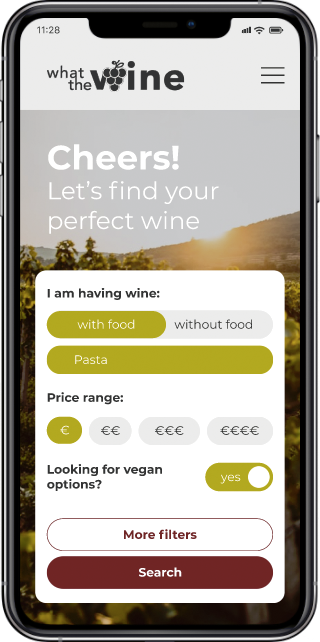 11:28
what
the wine
Cheers!
Let's find your
perfect wine
I am having wine:
with food without food
Pasta
Price range:
€ €€ €€€ €€€€
Looking for vegan
options?
yes
More filters
Search